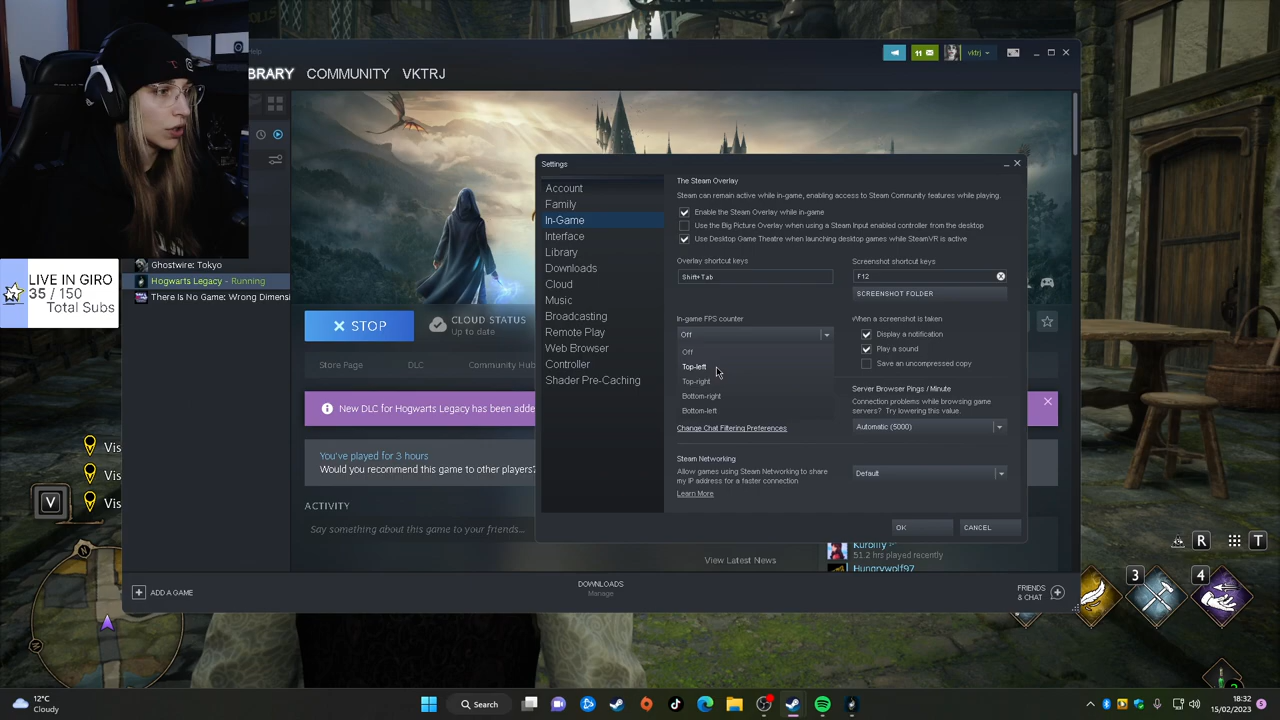 Help
LIBRARY COMMUNITY VKTRJ
11
vktrj
LIVE IN GIRO
35 / 150
Total Subs
Ghostwire: Tokyo
Hogwarts Legacy - Running
There Is No Game: Wrong Dimensi
STOP
CLOUD STATUS
Up to date
Store Page
DLC
Community Hub
New DLC for Hogwarts Legacy has been adde
You've played for 3 hours
Would you recommend this game to other players?
ACTIVITY
Say something about this game to your friends...
View Latest News
Kurolify
51.2 hrs played recently
Hungrywolf97
ADD A GAME
DOWNLOADS
Manage
FRIENDS
& CHAT
Settings
Account
Family
In-Game
Interface
Library
Downloads
Cloud
Music
Broadcasting
Remote Play
Web Browser
Controller
Shader Pre-Caching
The Steam Overlay
Steam can remain active while in-game, enabling access to Steam Community features while playing.
Enable the Steam Overlay while in-game
Use the Big Picture Overlay when using a Steam Input enabled controller from the desktop
Use Desktop Game Theatre when launching desktop games while SteamVR is active
Overlay shortcut keys
Shift+Tab
Screenshot shortcut keys
F12
SCREENSHOT FOLDER
In-game FPS counter
Off
Off
Top-left
Top-right
Bottom-right
Bottom-left
When a screenshot is taken
Display a notification
Play a sound
Save an uncompressed copy
Server Browser Pings / Minute
Connection problems while browsing game
servers? Try lowering this value.
Automatic (5000)
Change Chat Filtering Preferences
Steam Networking
Allow games using Steam Networking to share
my IP address for a faster connection
Learn More
Default
OK
CANCEL
Vis
Vis
Vis
V
N
R
T
3
4
12°C
Cloudy
Search
18:32
15/02/2023